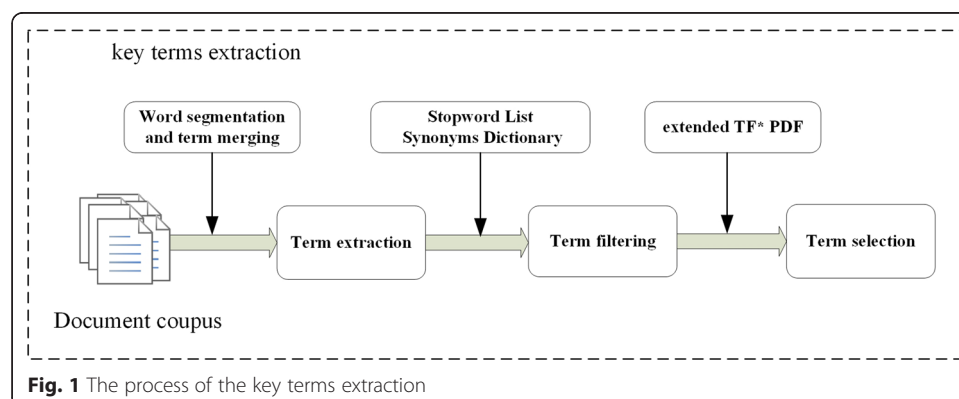 key terms extraction
Word segmentation
and term merging
Stopword List
Synonyms Dictionary
extended TF* PDF
Term extraction
Term filtering
Term selection
Document coupus
Fig. 1 The process of the key terms extraction